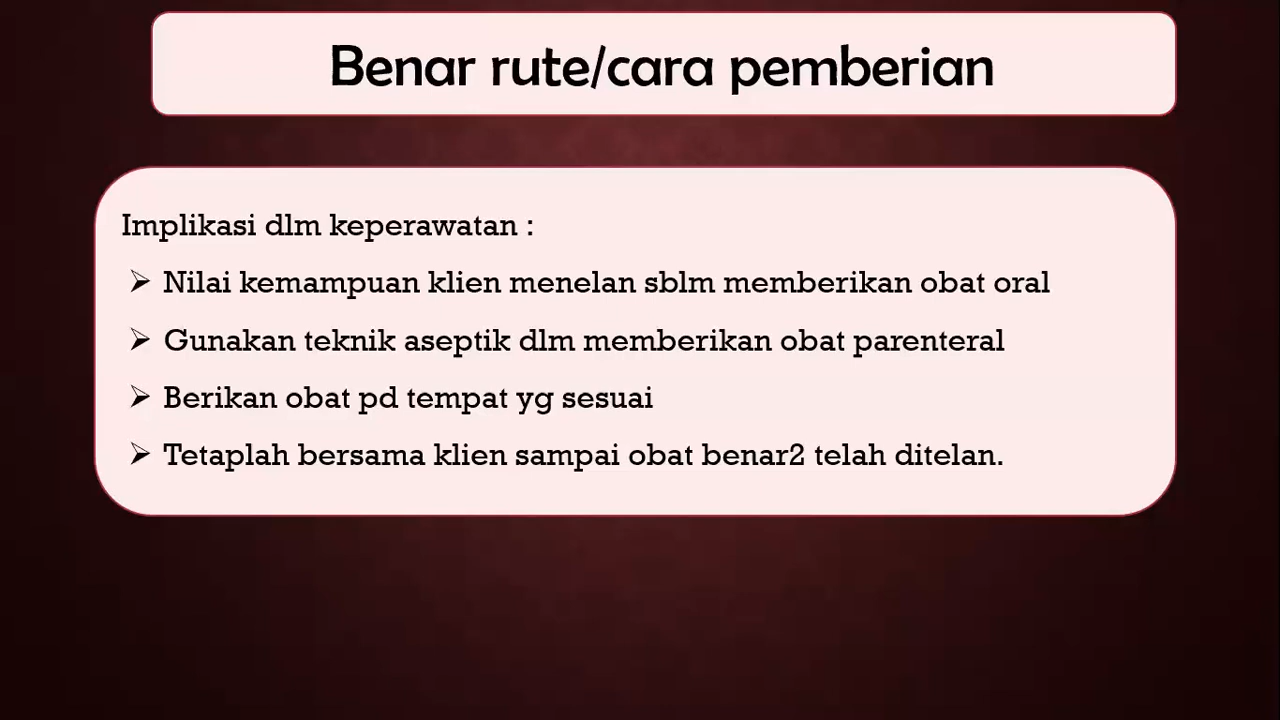 Benar rute/cara pemberian
Implikasi dlm keperawatan :
➢ Nilai kemampuan klien menelan sblm memberikan obat oral
➢ Gunakan teknik aseptik dlm memberikan obat parenteral
➢ Berikan obat pd tempat yg sesuai
➢ Tetaplah bersama klien sampai obat benar2 telah ditelan.